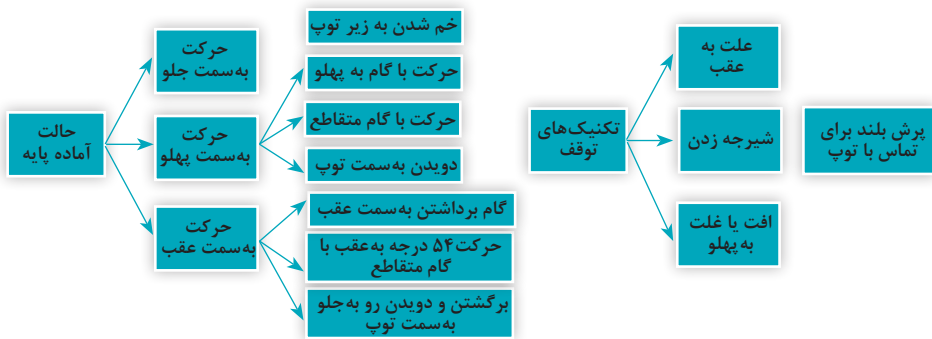 حالت
آماده پایه
حرکت
به‌سمت جلو
حرکت
به‌سمت پهلو
حرکت
به‌سمت عقب
خم شدن به زیر توپ
حرکت با گام به پهلو
حرکت با گام متقاطع
دویدن به‌سمت توپ
گام برداشتن به‌سمت عقب
حرکت۵۴ درجه به‌عقب با
گام متقاطع
برگشتن و دویدن رو به‌جلو
به‌سمت توپ
تکنیک‌های
توقف
علت به
عقب
شیرجه زدن
افت یا غلت
به‌پهلو
پرش بلند برای
تماس با توپ